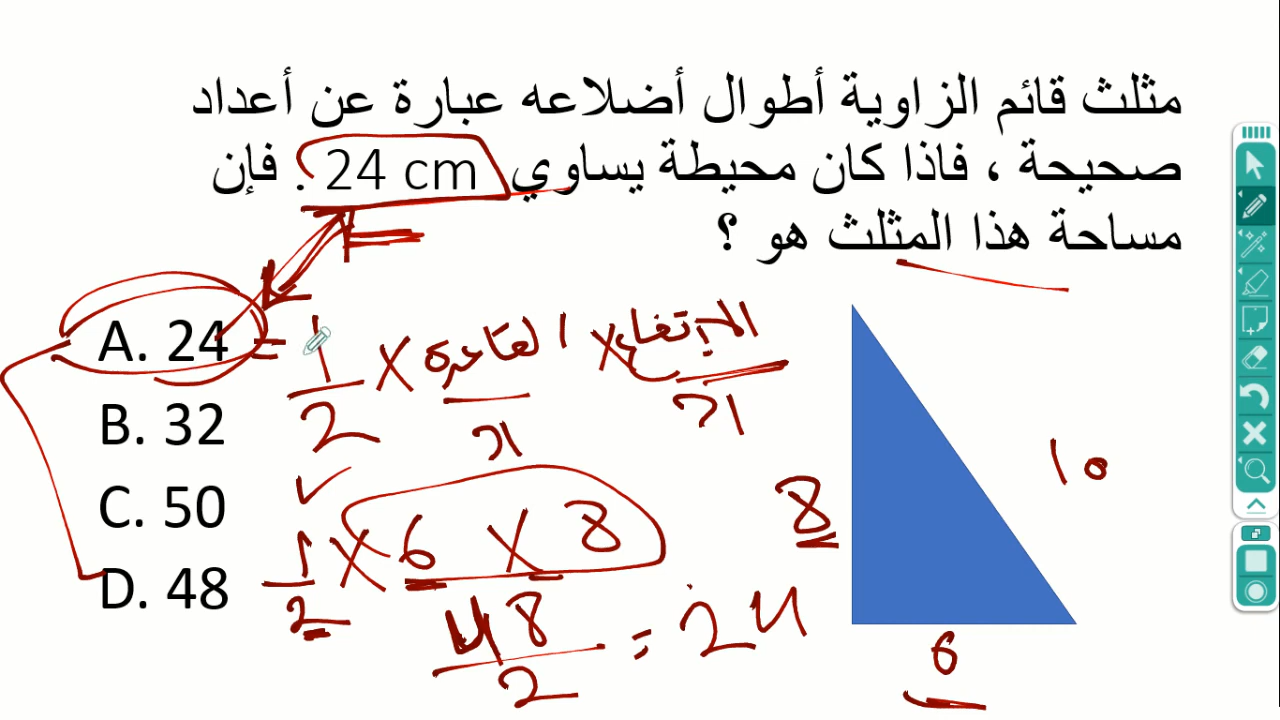 مثلث قائم الزاوية أطوال أضلاعه عبارة عن أعداد
صحيحة ، فاذا كان محيطة يساوي 24 cm . فإن
مساحة هذا المثلث هو ؟
A. 24 = 1/2 × القاعدة × الارتفاع
B. 32
C. 50
D. 48
1/2 × 6 × 8
48/2 = 24
8
10
6